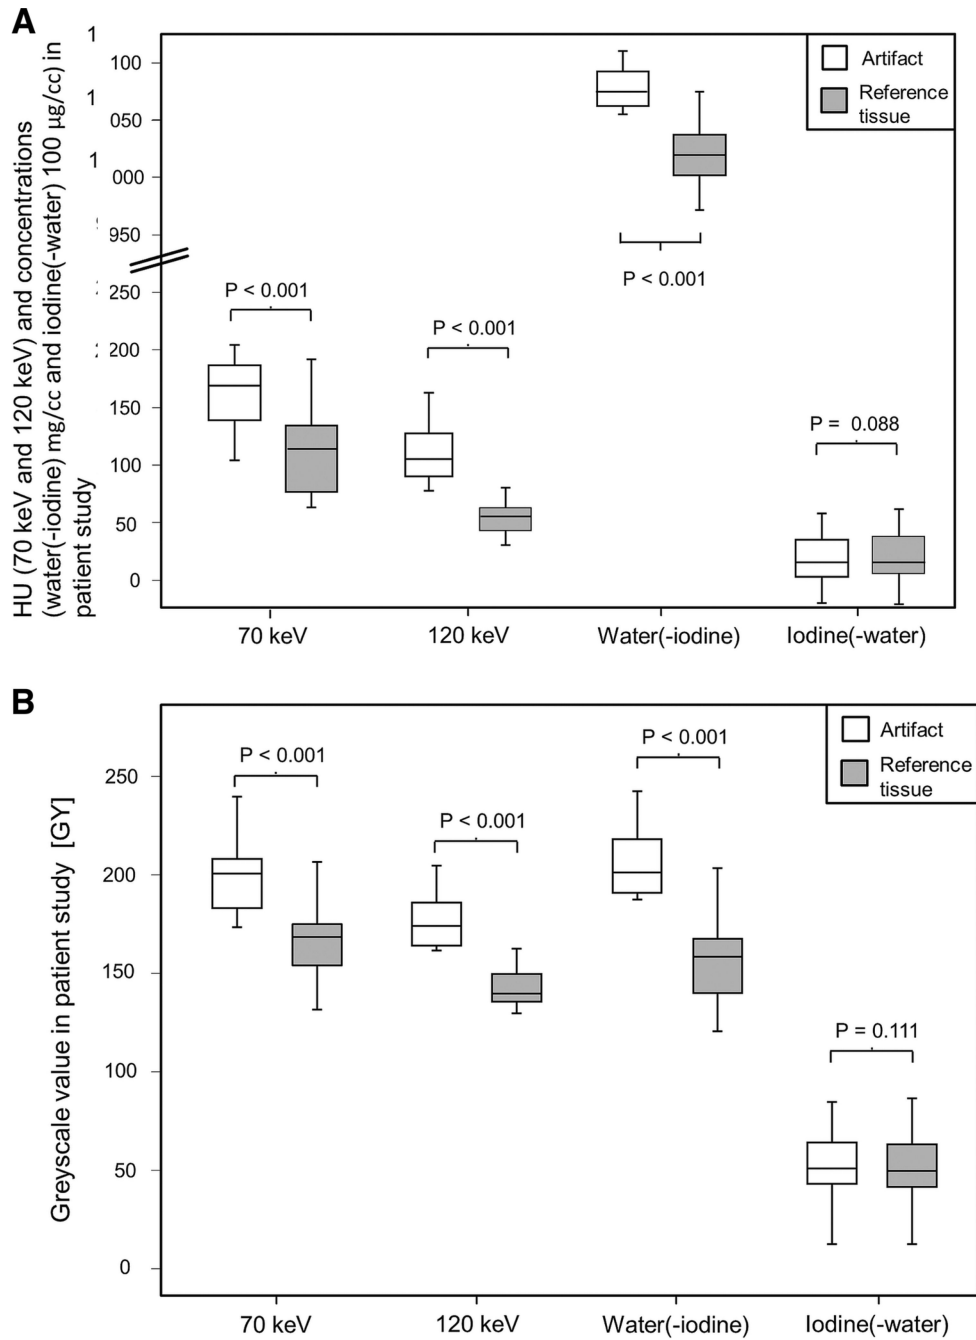 A
HU (70 keV and 120 keV) and concentrations
(water(-iodine) mg/cc and iodine(-water) 100 µg/cc) in
patient study
1
100
1
050
1
000
950
250
200
150
100
50
0
Artifact
Reference
tissue
P < 0.001
P < 0.001
P < 0.001
P = 0.088
70 keV
120 keV
Water(-iodine)
Iodine(-water)
B
Greyscale value in patient study [GY]
250
200
150
100
50
0
Artifact
Reference
tissue
P < 0.001
P < 0.001
P < 0.001
P = 0.111
70 keV
120 keV
Water(-iodine)
Iodine(-water)